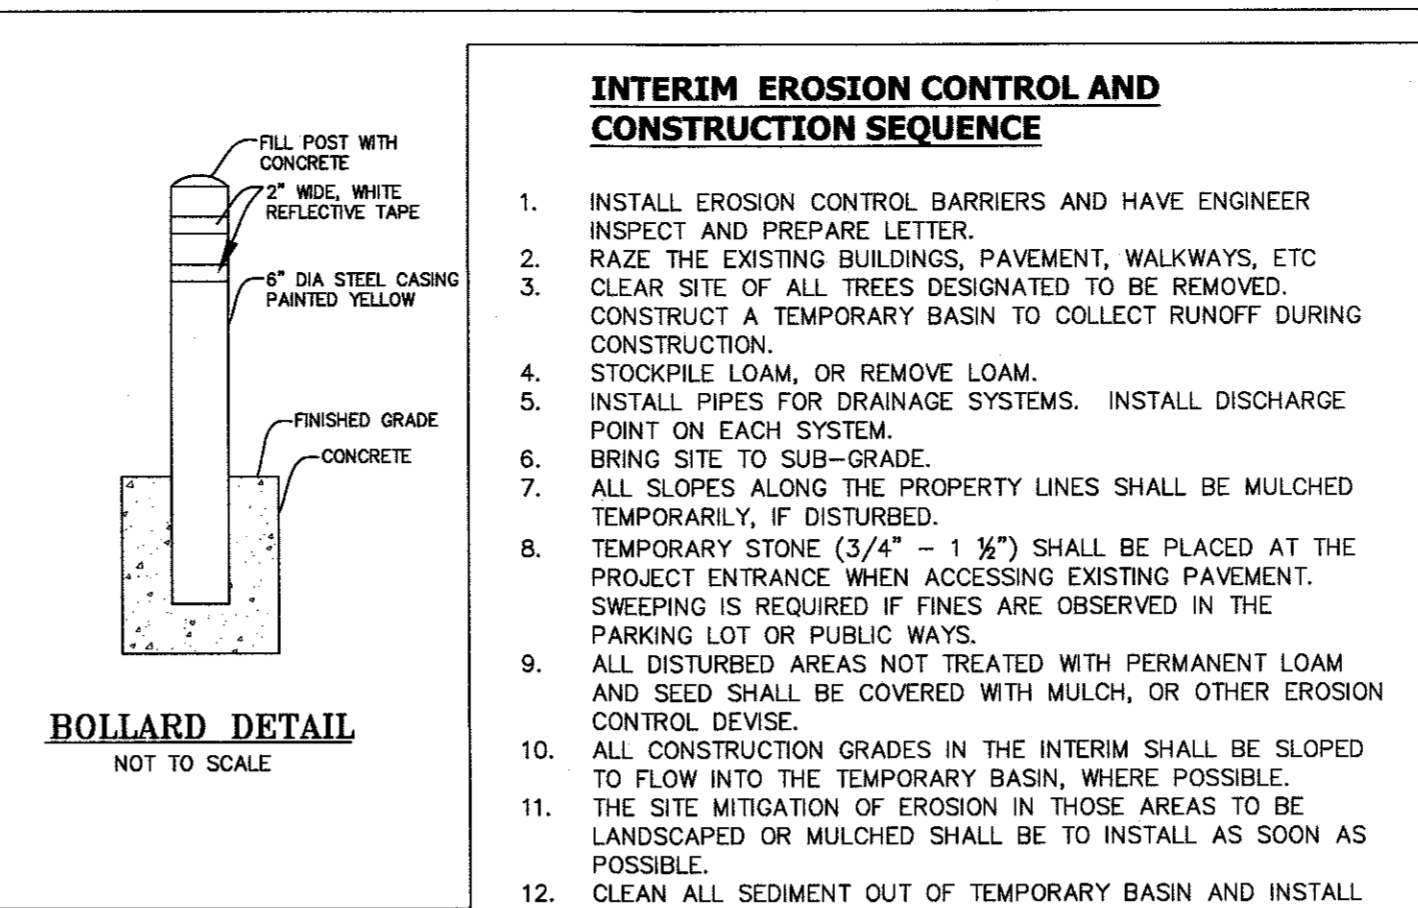 FILL POST WITH
CONCRETE
2" WIDE, WHITE
REFLECTIVE TAPE
6" DIA STEEL CASING
PAINTED YELLOW
FINISHED GRADE
CONCRETE
BOLLARD DETAIL
NOT TO SCALE
INTERIM EROSION CONTROL AND
CONSTRUCTION SEQUENCE
1. INSTALL EROSION CONTROL BARRIERS AND HAVE ENGINEER
INSPECT AND PREPARE LETTER.
2. RAZE THE EXISTING BUILDINGS, PAVEMENT, WALKWAYS, ETC
3. CLEAR SITE OF ALL TREES DESIGNATED TO BE REMOVED.
CONSTRUCT A TEMPORARY BASIN TO COLLECT RUNOFF DURING
CONSTRUCTION.
4. STOCKPILE LOAM, OR REMOVE LOAM.
5. INSTALL PIPES FOR DRAINAGE SYSTEMS. INSTALL DISCHARGE
POINT ON EACH SYSTEM.
6. BRING SITE TO SUB-GRADE.
7. ALL SLOPES ALONG THE PROPERTY LINES SHALL BE MULCHED
TEMPORARILY, IF DISTURBED.
8. TEMPORARY STONE (3/4" - 1 ½") SHALL BE PLACED AT THE
PROJECT ENTRANCE WHEN ACCESSING EXISTING PAVEMENT.
SWEEPING IS REQUIRED IF FINES ARE OBSERVED IN THE
PARKING LOT OR PUBLIC WAYS.
9. ALL DISTURBED AREAS NOT TREATED WITH PERMANENT LOAM
AND SEED SHALL BE COVERED WITH MULCH, OR OTHER EROSION
CONTROL DEVISE.
10. ALL CONSTRUCTION GRADES IN THE INTERIM SHALL BE SLOPED
TO FLOW INTO THE TEMPORARY BASIN, WHERE POSSIBLE.
11. THE SITE MITIGATION OF EROSION IN THOSE AREAS TO BE
LANDSCAPED OR MULCHED SHALL BE TO INSTALL AS SOON AS
POSSIBLE.
12. CLEAN ALL SEDIMENT OUT OF TEMPORARY BASIN AND INSTALL